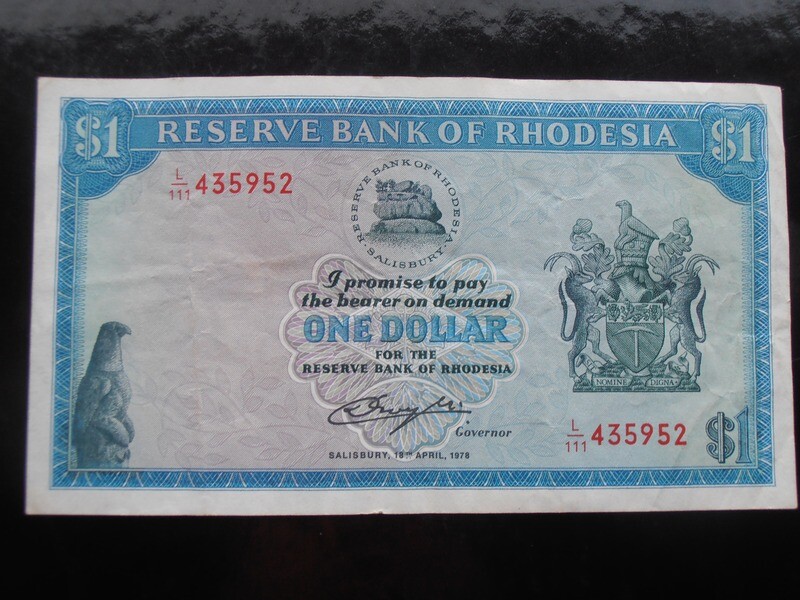 $1 RESERVE BANK OF RHODESIA $1
L/111 435952
RESERVE BANK OF RHODESIA
· SALISBURY ·
I promise to pay
the bearer on demand
ONE DOLLAR
FOR THE
RESERVE BANK OF RHODESIA
NOMINE DIGNA
Governor
L/111 435952 $1
SALISBURY, 18TH APRIL, 1978